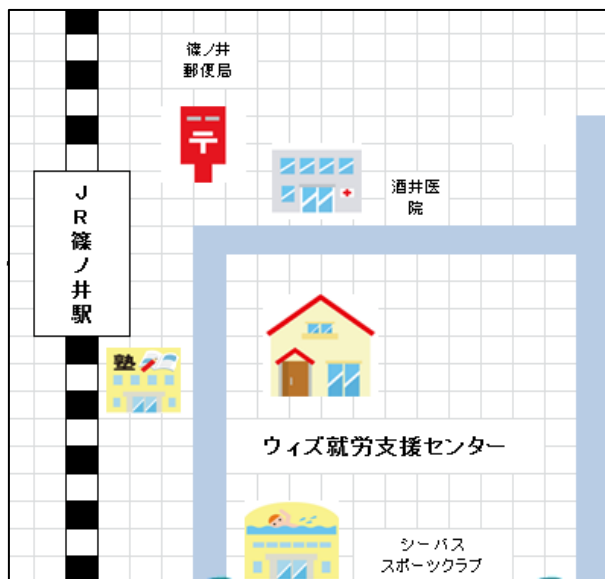 篠ノ井
郵便局
酒井医
院
JR篠ノ井駅
塾
ウィズ就労支援センター
シーバス
スポーツクラブ